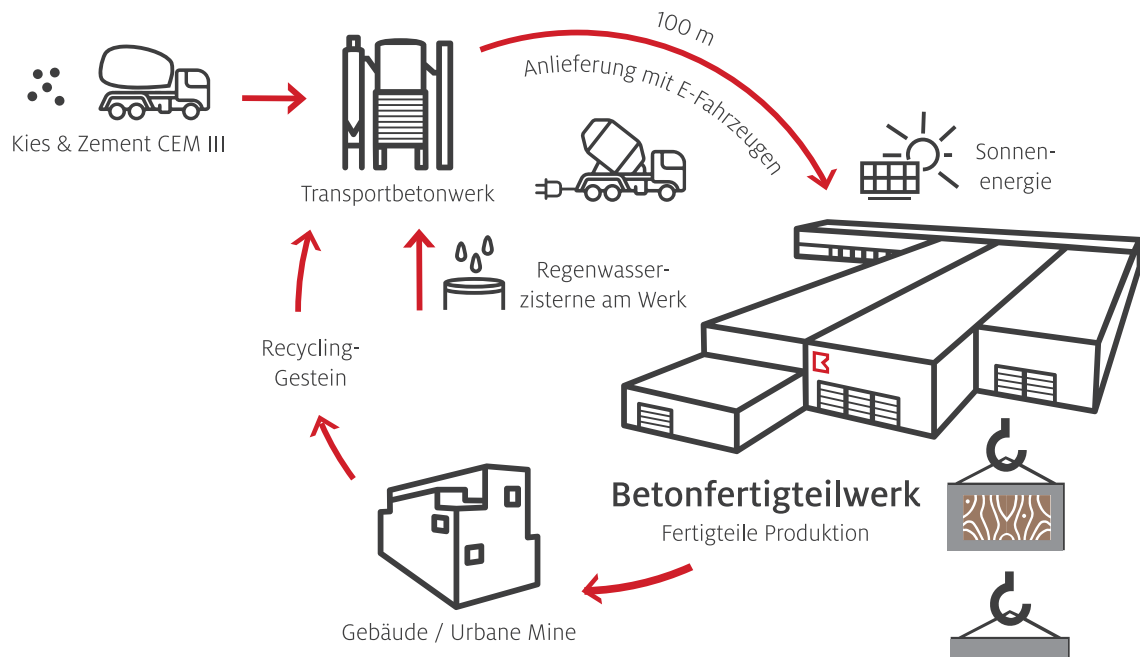 100 m
Anlieferung mit E-Fahrzeugen
Kies & Zement CEM III
Transportbetonwerk
Sonnen-
energie
Regenwasser-
zisterne am Werk
Recycling-
Gestein
Betonfertigteilwerk
Fertigteile Produktion
Gebäude / Urbane Mine